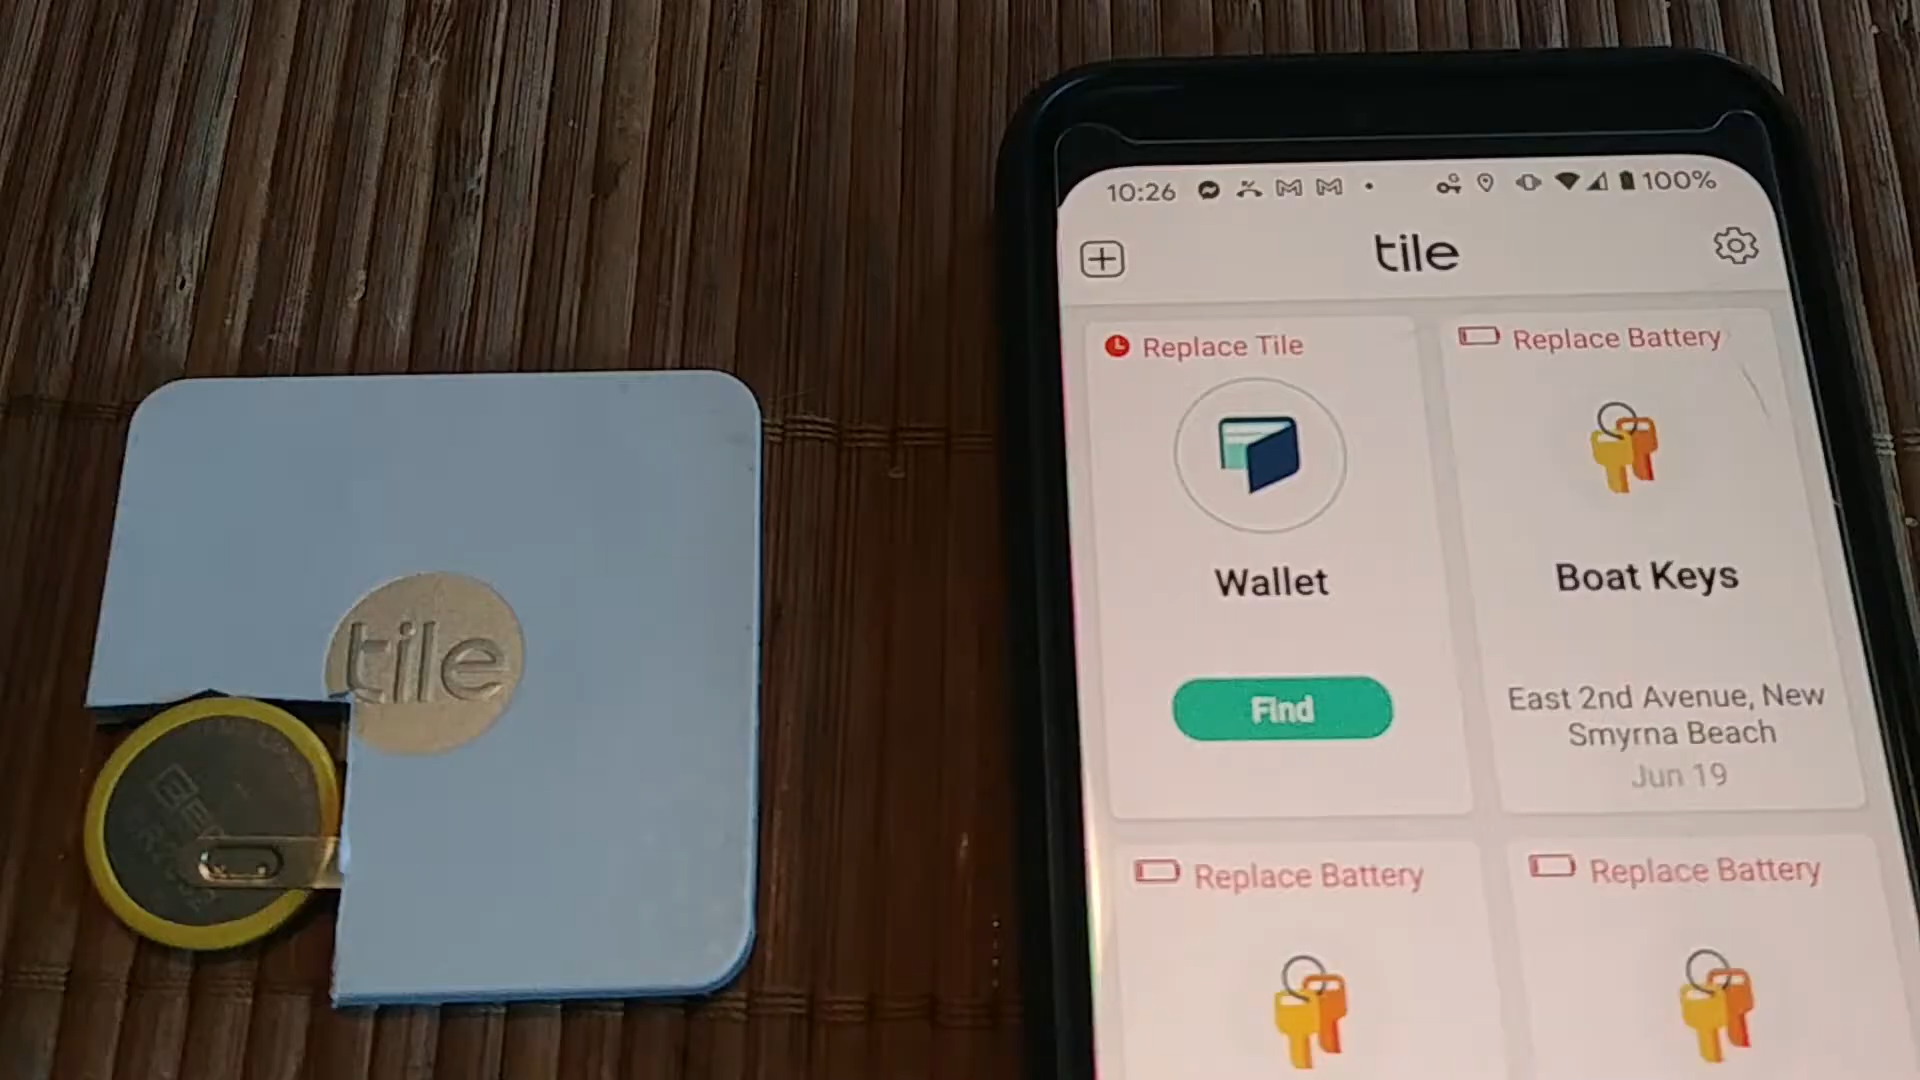 tile
10:26
100%
tile
Replace Tile
Replace Battery
Wallet
Boat Keys
Find
East 2nd Avenue, New
Smyrna Beach
Jun 19
Replace Battery
Replace Battery